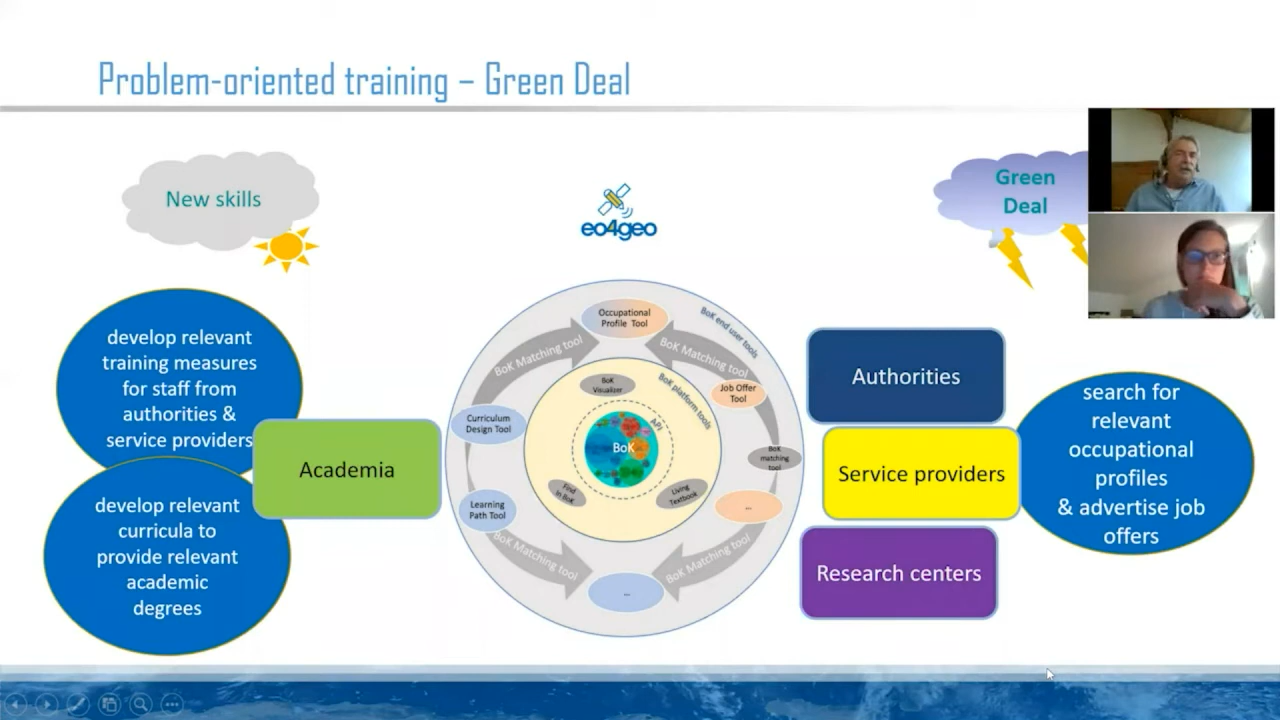 Problem-oriented training – Green Deal
New skills
Green
Deal
eo4geo
develop relevant
training measures
for staff from
authorities &
service providers
develop relevant
curricula to
provide relevant
academic
degrees
Academia
Occupational
Profile Tool
BoK end user tools
BoK Matching tool
BoK Matching tool
BoK
Visualizer
BoK platform tools
Job Offer
Tool
Curriculum
Design Tool
API
BoK
BoK
matching
tool
Find
In BoK
Living
Textbook
Learning
Path Tool
...
BoK Matching tool
BoK Matching tool
...
Authorities
Service providers
Research centers
search for
relevant
occupational
profiles
& advertise job
offers